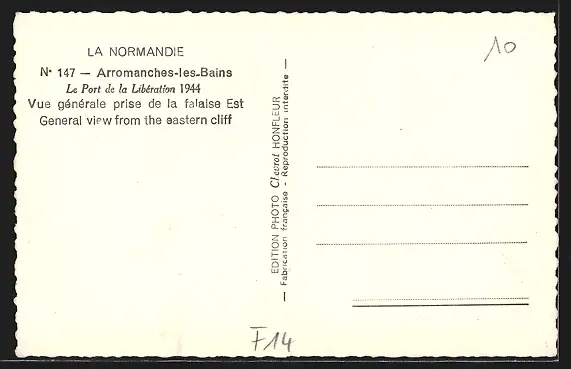 LA NORMANDIE
N° 147 — Arromanches-les-Bains
Le Port de la Libération 1944
Vue générale prise de la falaise Est
General view from the eastern cliff
EDITION PHOTO Chevrot HONFLEUR
— Fabrication française - Reproduction interdite —
10
F14